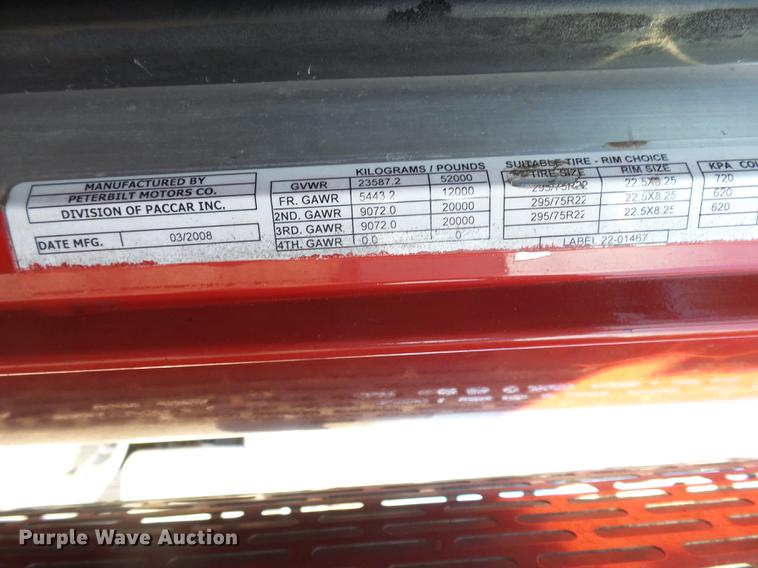 MANUFACTURED BY
PETERBILT MOTORS CO.
DIVISION OF PACCAR INC.
DATE MFG. 03/2008
KILOGRAMS / POUNDS
GVWR 23587.2 52000
FR. GAWR 5443.2 12000
2ND. GAWR 9072.0 20000
3RD. GAWR 9072.0 20000
4TH. GAWR 0.0 0
SUITABLE TIRE - RIM CHOICE
TIRE SIZE RIM SIZE
295/75R22 22.5X8.25
295/75R22 22.5X8.25
295/75R22 22.5X8.25
LABEL 22-01467
KPA COL
720
620
620
Purple Wave Auction